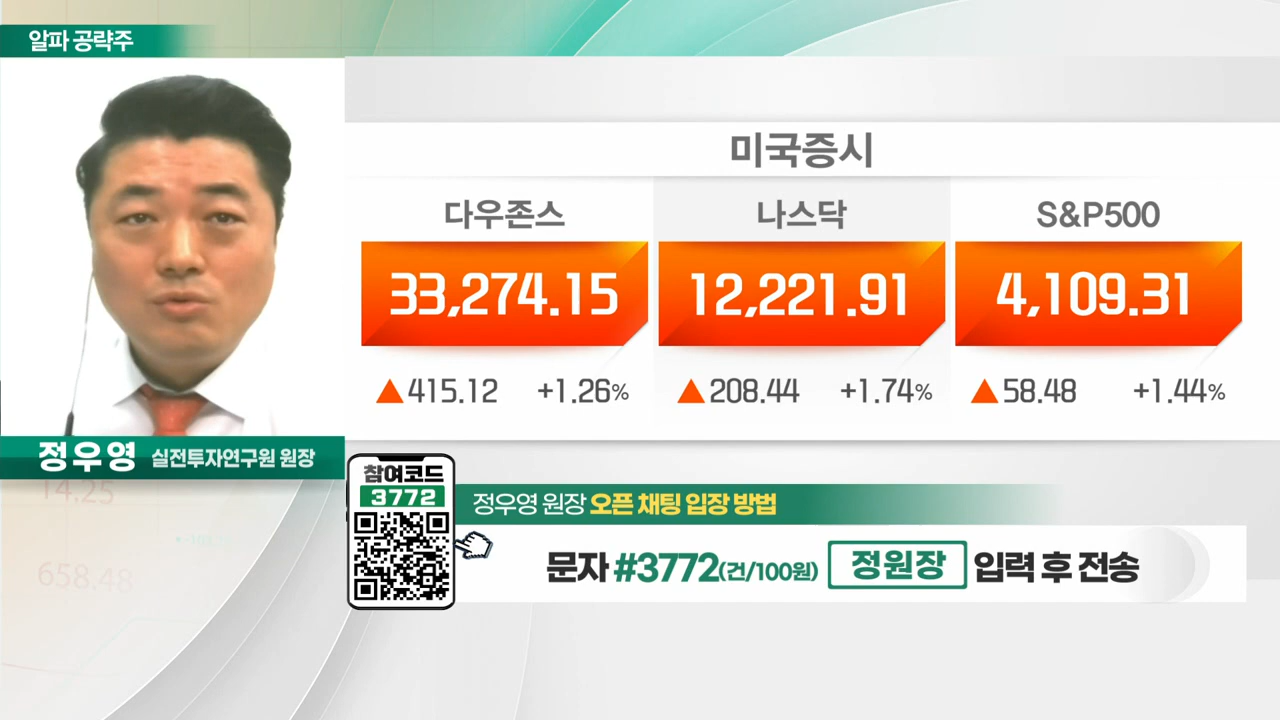 알파 공략주
미국증시
다우존스 나스닥 S&P500
33,274.15 12,221.91 4,109.31
▲415.12 +1.26% ▲208.44 +1.74% ▲58.48 +1.44%
정우영 실전투자연구원 원장
14.25
658.48
참여코드
3772
정우영 원장 오픈 채팅 입장 방법
문자 #3772(건/100원) 정원장 입력 후 전송